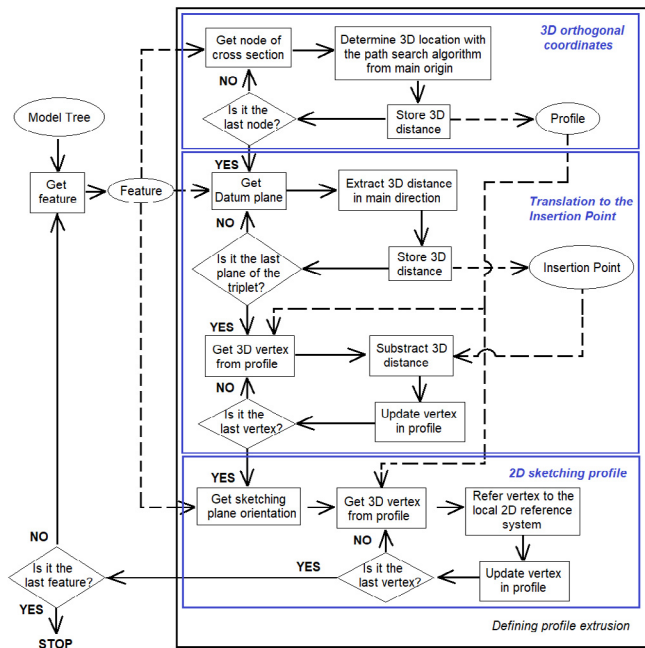 3D orthogonal
coordinates
Get node of
cross section
Determine 3D location with
the path search algorithm
from main origin
NO
Is it the
last node?
Store 3D
distance
Profile
Model Tree
YES
Get
feature
Feature
Get
Datum plane
Extract 3D distance
in main direction
Translation to the
Insertion Point
NO
Is it the last
plane of the
triplet?
Store 3D
distance
Insertion Point
YES
Get 3D vertex
from profile
Substract 3D
distance
NO
Is it the
last vertex?
Update vertex
in profile
YES
2D sketching profile
Get sketching
plane orientation
Get 3D vertex
from profile
Refer vertex to the
local 2D reference
system
NO
NO
Is it the
last feature?
YES
Is it the
last vertex?
Update vertex
in profile
YES
STOP
Defining profile extrusion